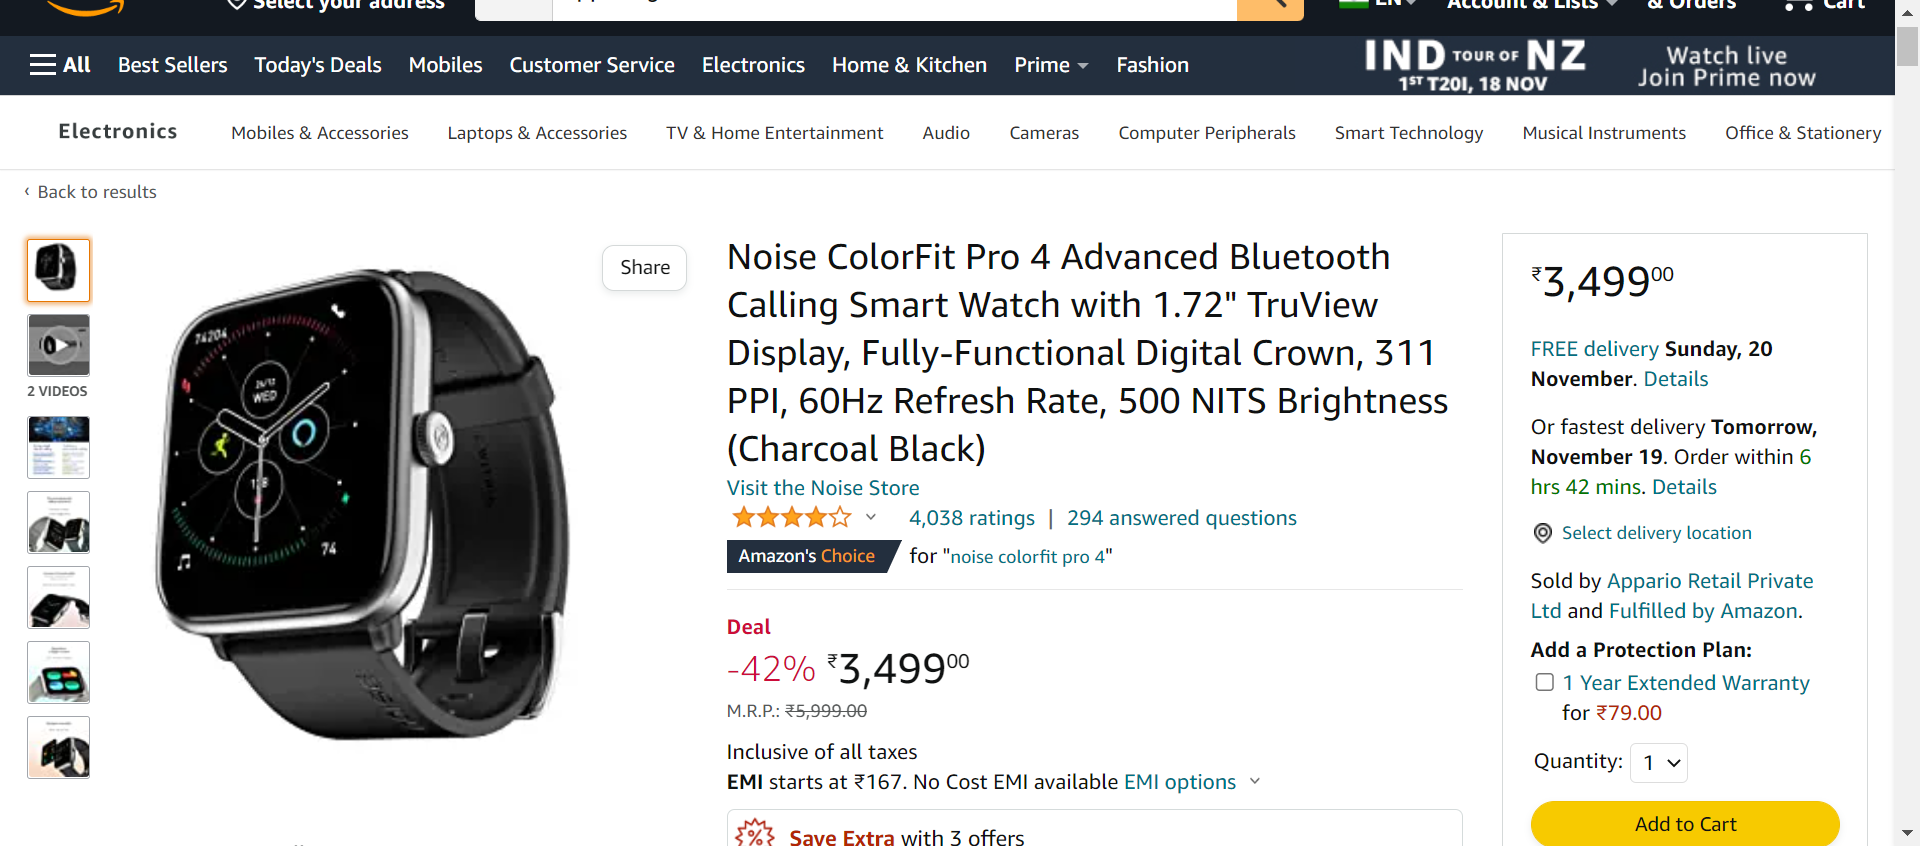 Select your address
EN
Account & Lists
& Orders
Cart
All
Best Sellers
Today's Deals
Mobiles
Customer Service
Electronics
Home & Kitchen
Prime
Fashion
IND TOUR OF NZ
1ST T20I, 18 NOV
Watch live
Join Prime now
Electronics
Mobiles & Accessories
Laptops & Accessories
TV & Home Entertainment
Audio
Cameras
Computer Peripherals
Smart Technology
Musical Instruments
Office & Stationery
‹ Back to results
2 VIDEOS
Share
74204
WED
74
Noise ColorFit Pro 4 Advanced Bluetooth
Calling Smart Watch with 1.72" TruView
Display, Fully-Functional Digital Crown, 311
PPI, 60Hz Refresh Rate, 500 NITS Brightness
(Charcoal Black)
Visit the Noise Store
4,038 ratings | 294 answered questions
Amazon's Choice for "noise colorfit pro 4"
Deal
-42% ₹3,49900
M.R.P.: ₹5,999.00
Inclusive of all taxes
EMI starts at ₹167. No Cost EMI available EMI options
Save Extra with 3 offers
₹3,49900
FREE delivery Sunday, 20
November. Details
Or fastest delivery Tomorrow,
November 19. Order within 6
hrs 42 mins. Details
Select delivery location
Sold by Appario Retail Private
Ltd and Fulfilled by Amazon.
Add a Protection Plan:
1 Year Extended Warranty
for ₹79.00
Quantity: 1
Add to Cart